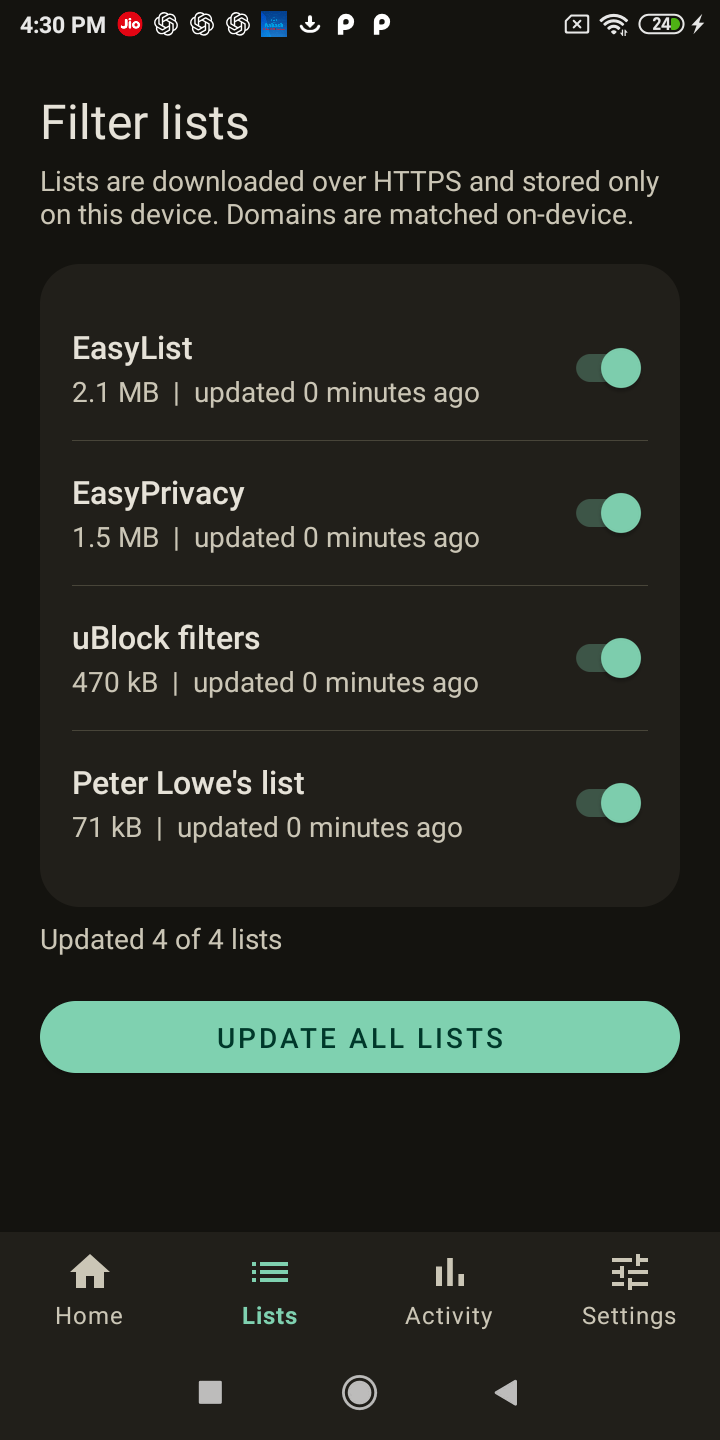 4:30 PM Jio 24
Filter lists
Lists are downloaded over HTTPS and stored only
on this device. Domains are matched on-device.
EasyList
2.1 MB | updated 0 minutes ago
EasyPrivacy
1.5 MB | updated 0 minutes ago
uBlock filters
470 kB | updated 0 minutes ago
Peter Lowe's list
71 kB | updated 0 minutes ago
Updated 4 of 4 lists
UPDATE ALL LISTS
Home Lists Activity Settings